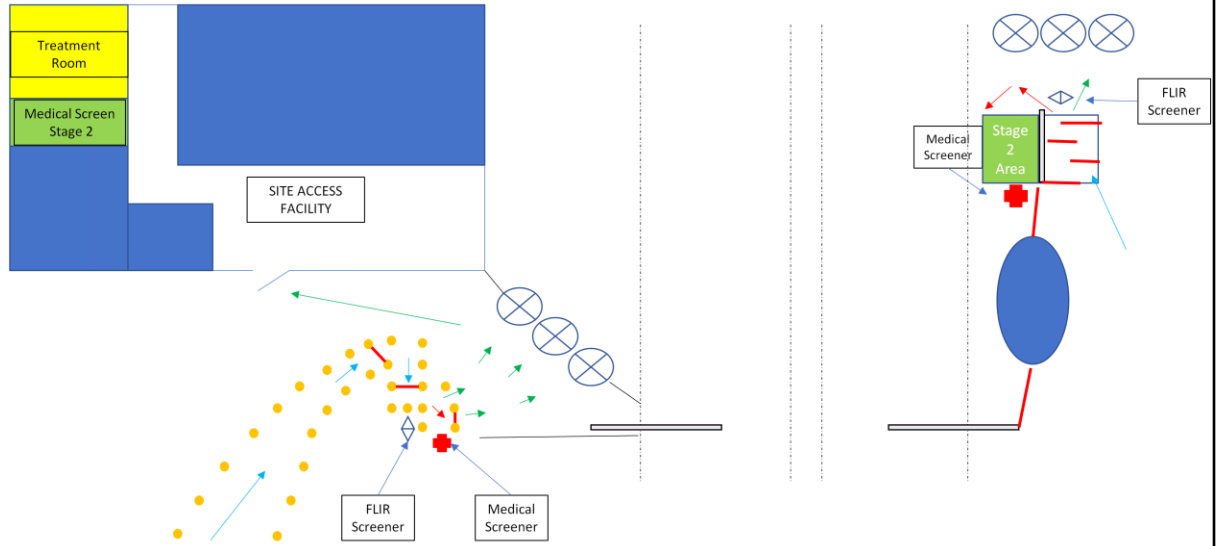 Treatment
Room
Medical Screen
Stage 2
SITE ACCESS
FACILITY
FLIR
Screener
Medical
Screener
Medical
Screener
Stage
2
Area
FLIR
Screener